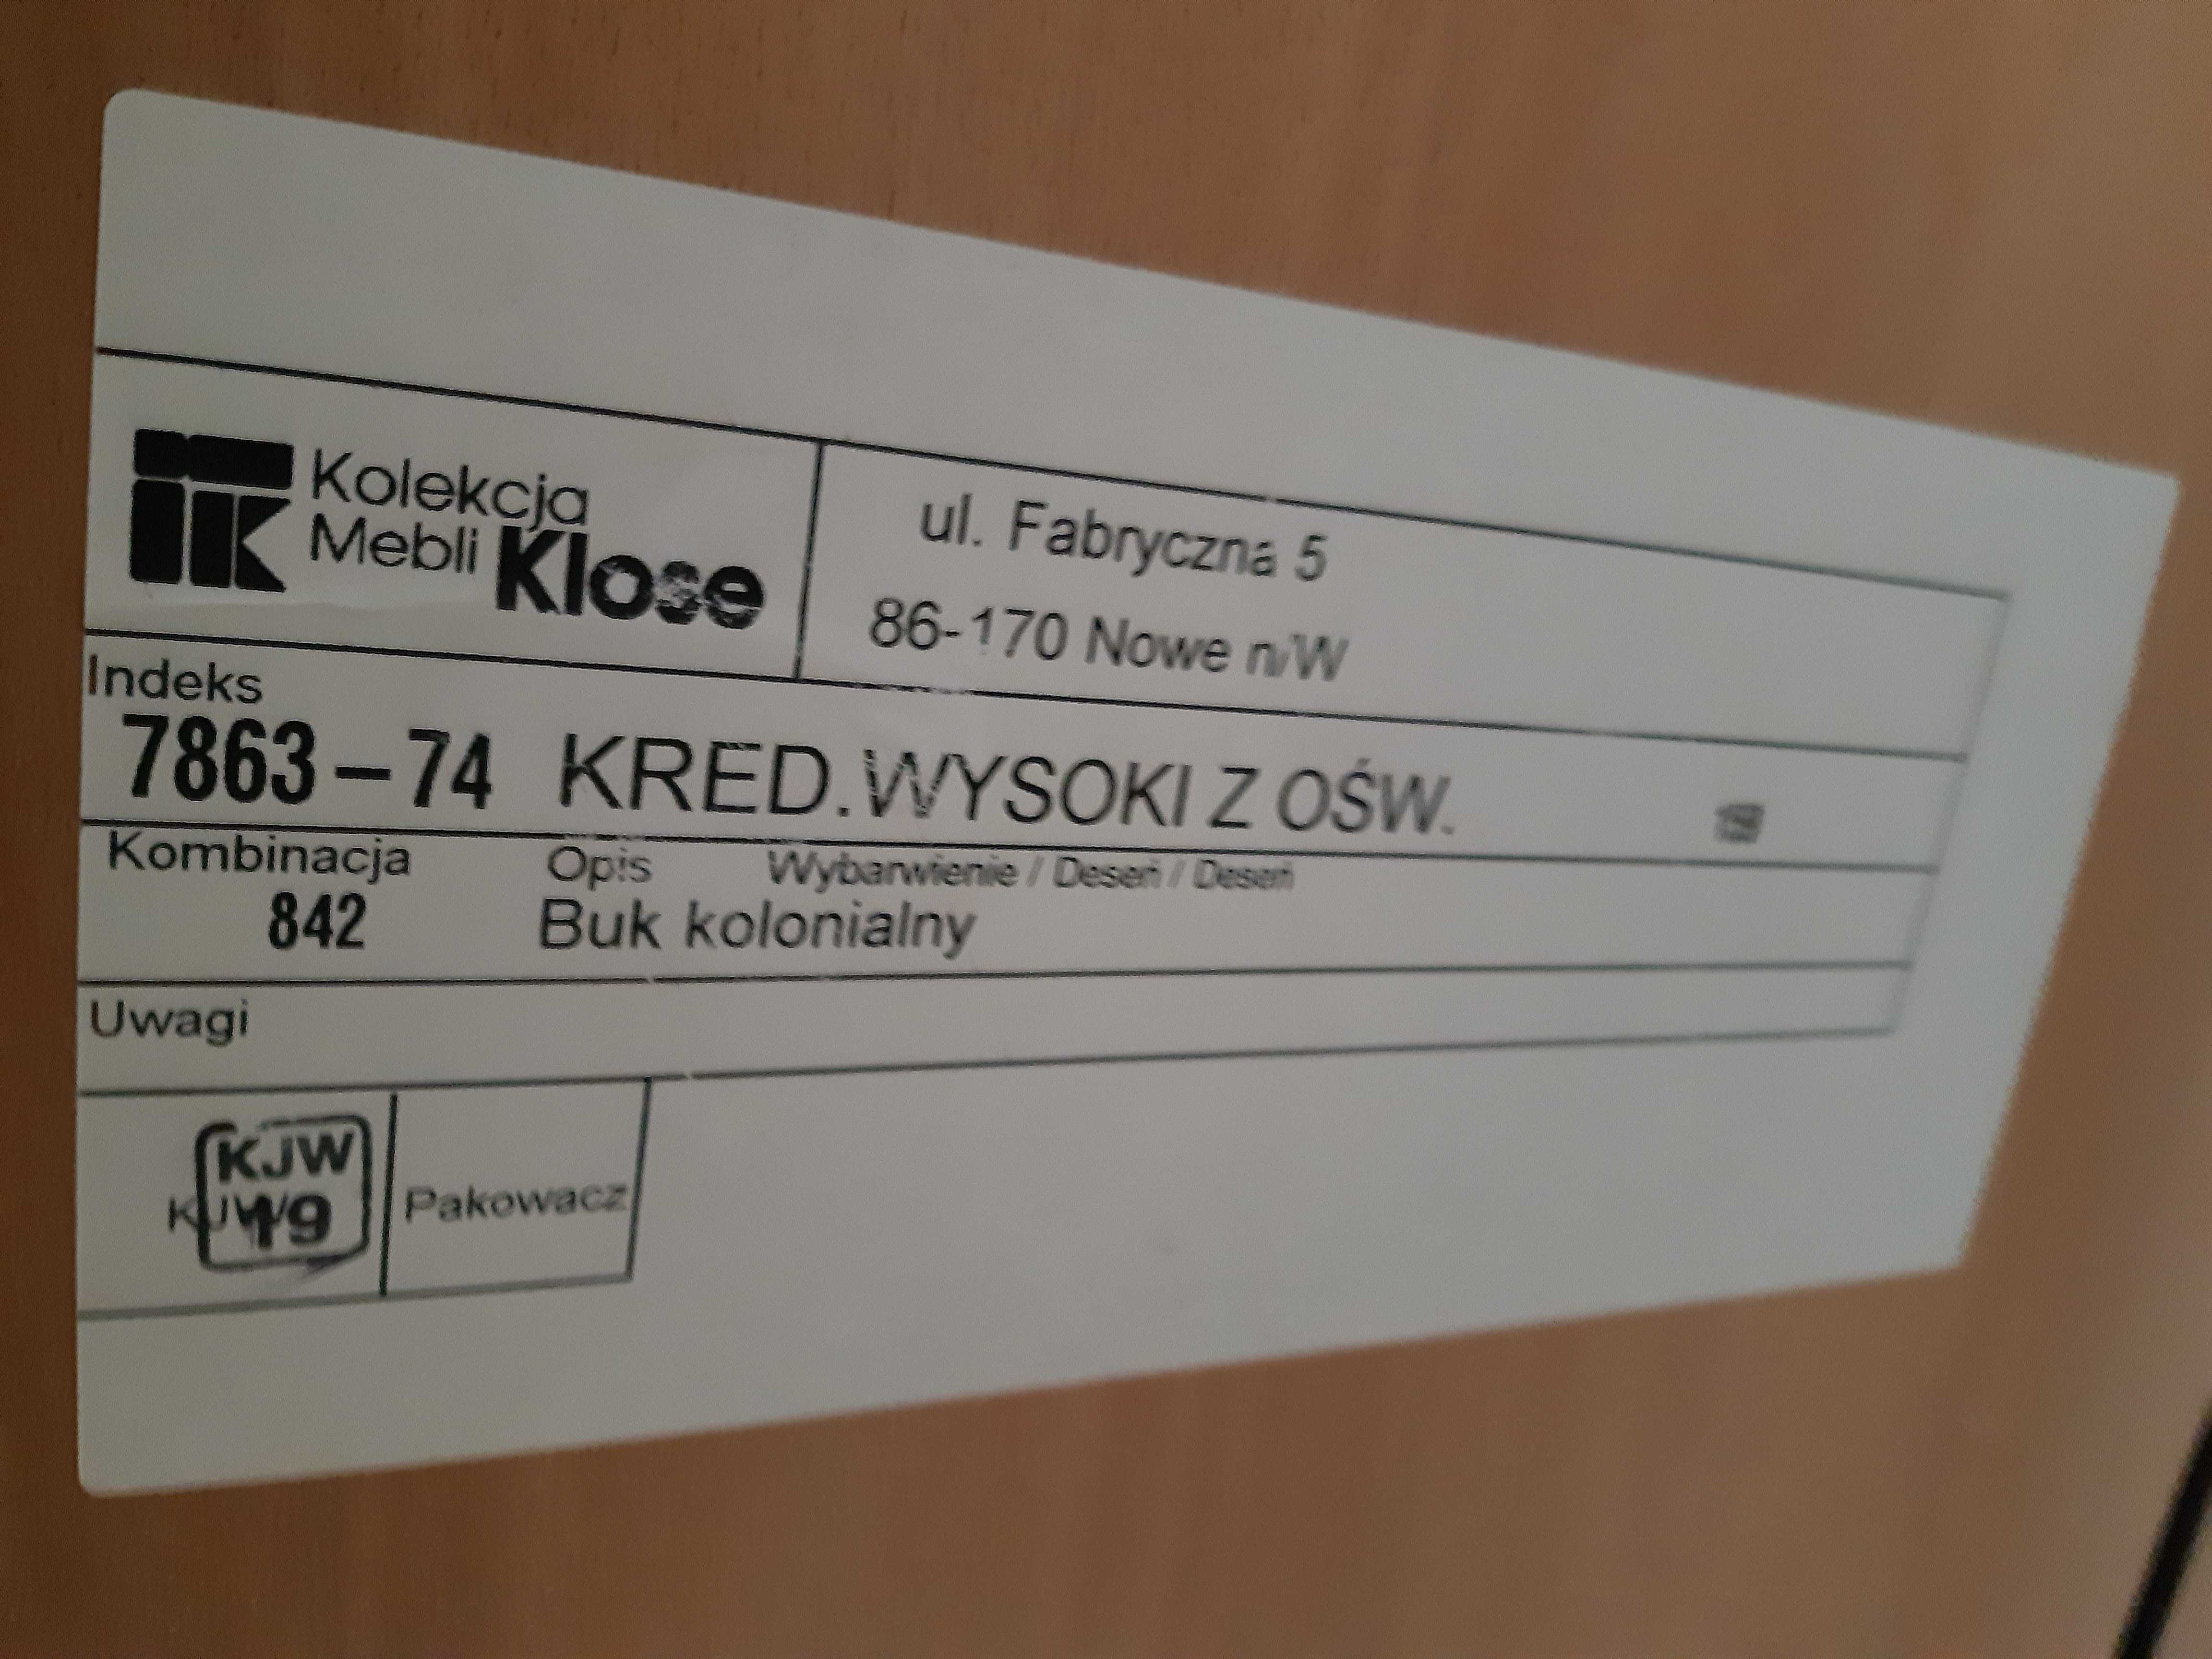 Kolekcja
Mebli Klose
ul. Fabryczna 5
86-170 Nowe n/W
Indeks
7863-74 KRED.WYSOKI Z OŚW.
Kombinacja Opis Wybarwienie / Deseń / Deseń
842 Buk kolonialny
Uwagi
KJW
KJW
19
Pakowacz